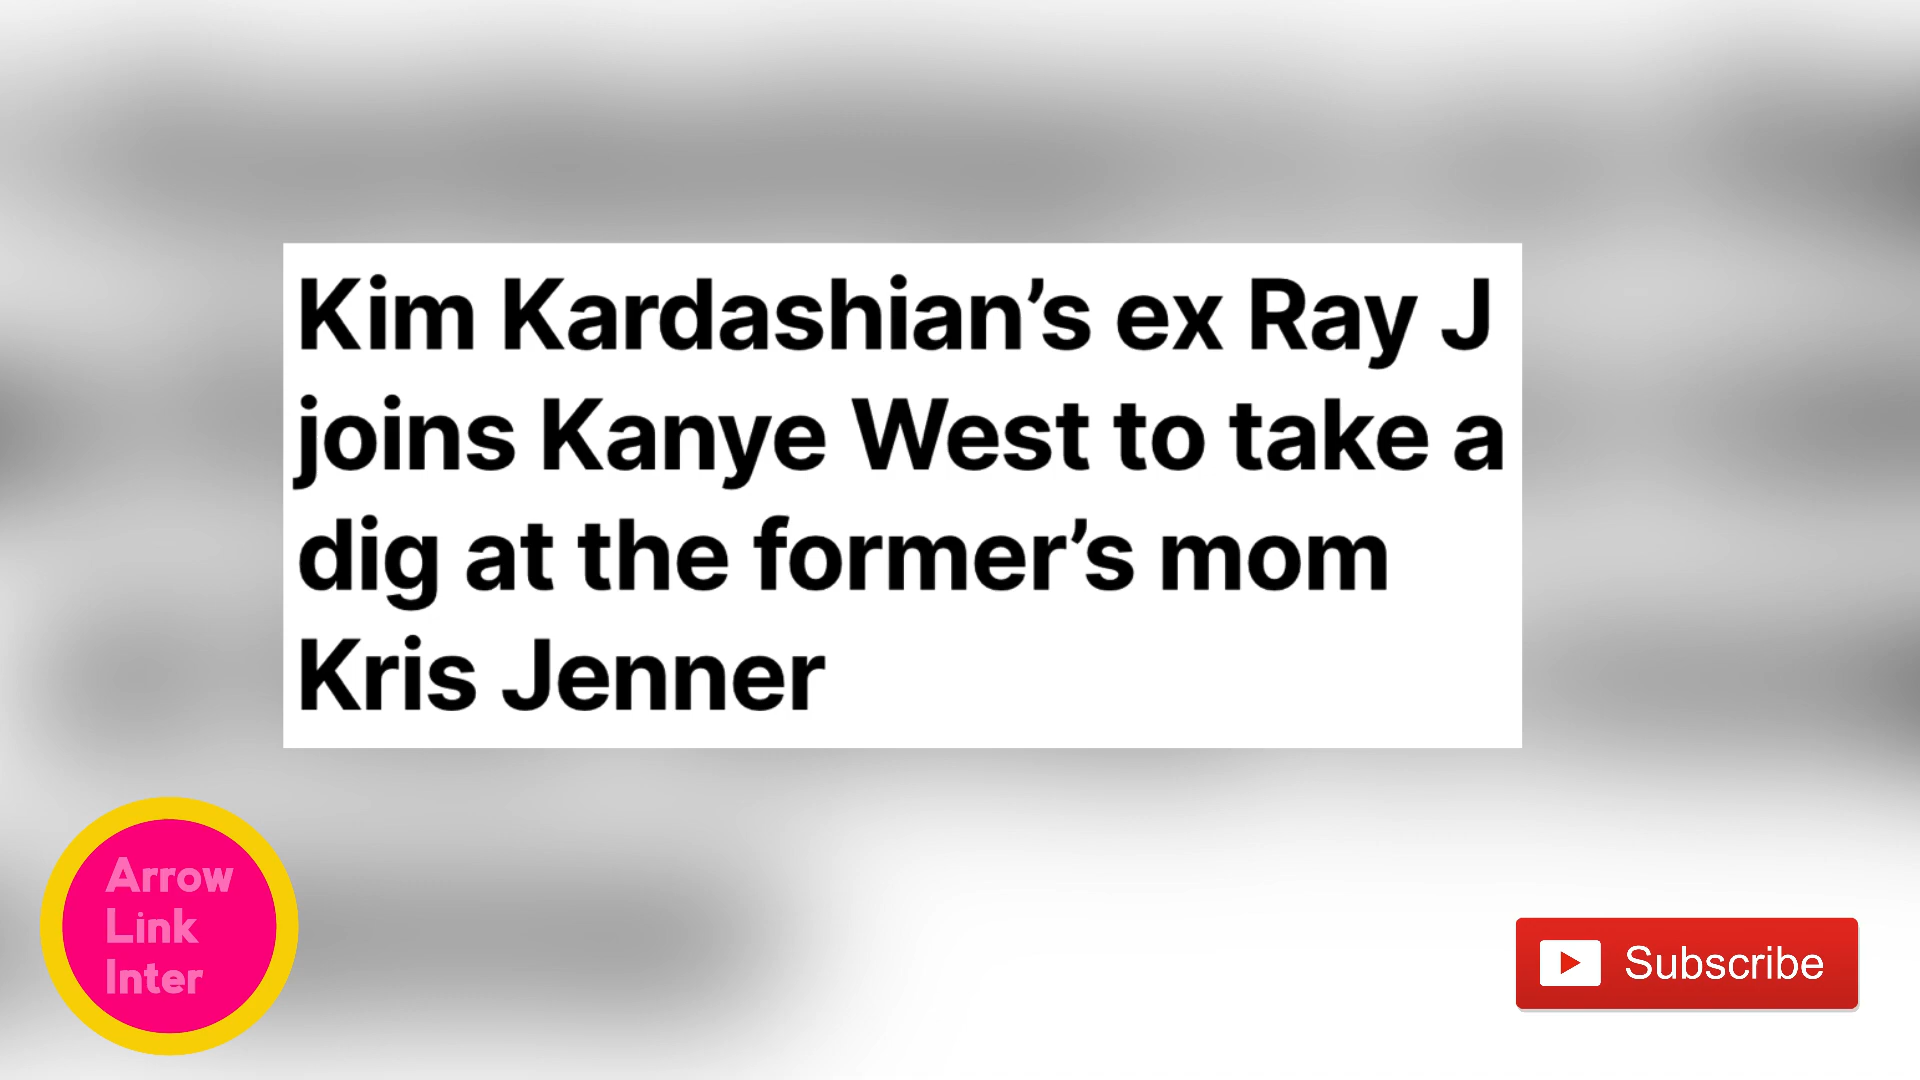 Kim Kardashian’s ex Ray J
joins Kanye West to take a
dig at the former’s mom
Kris Jenner
Arrow
Link
Inter
Subscribe